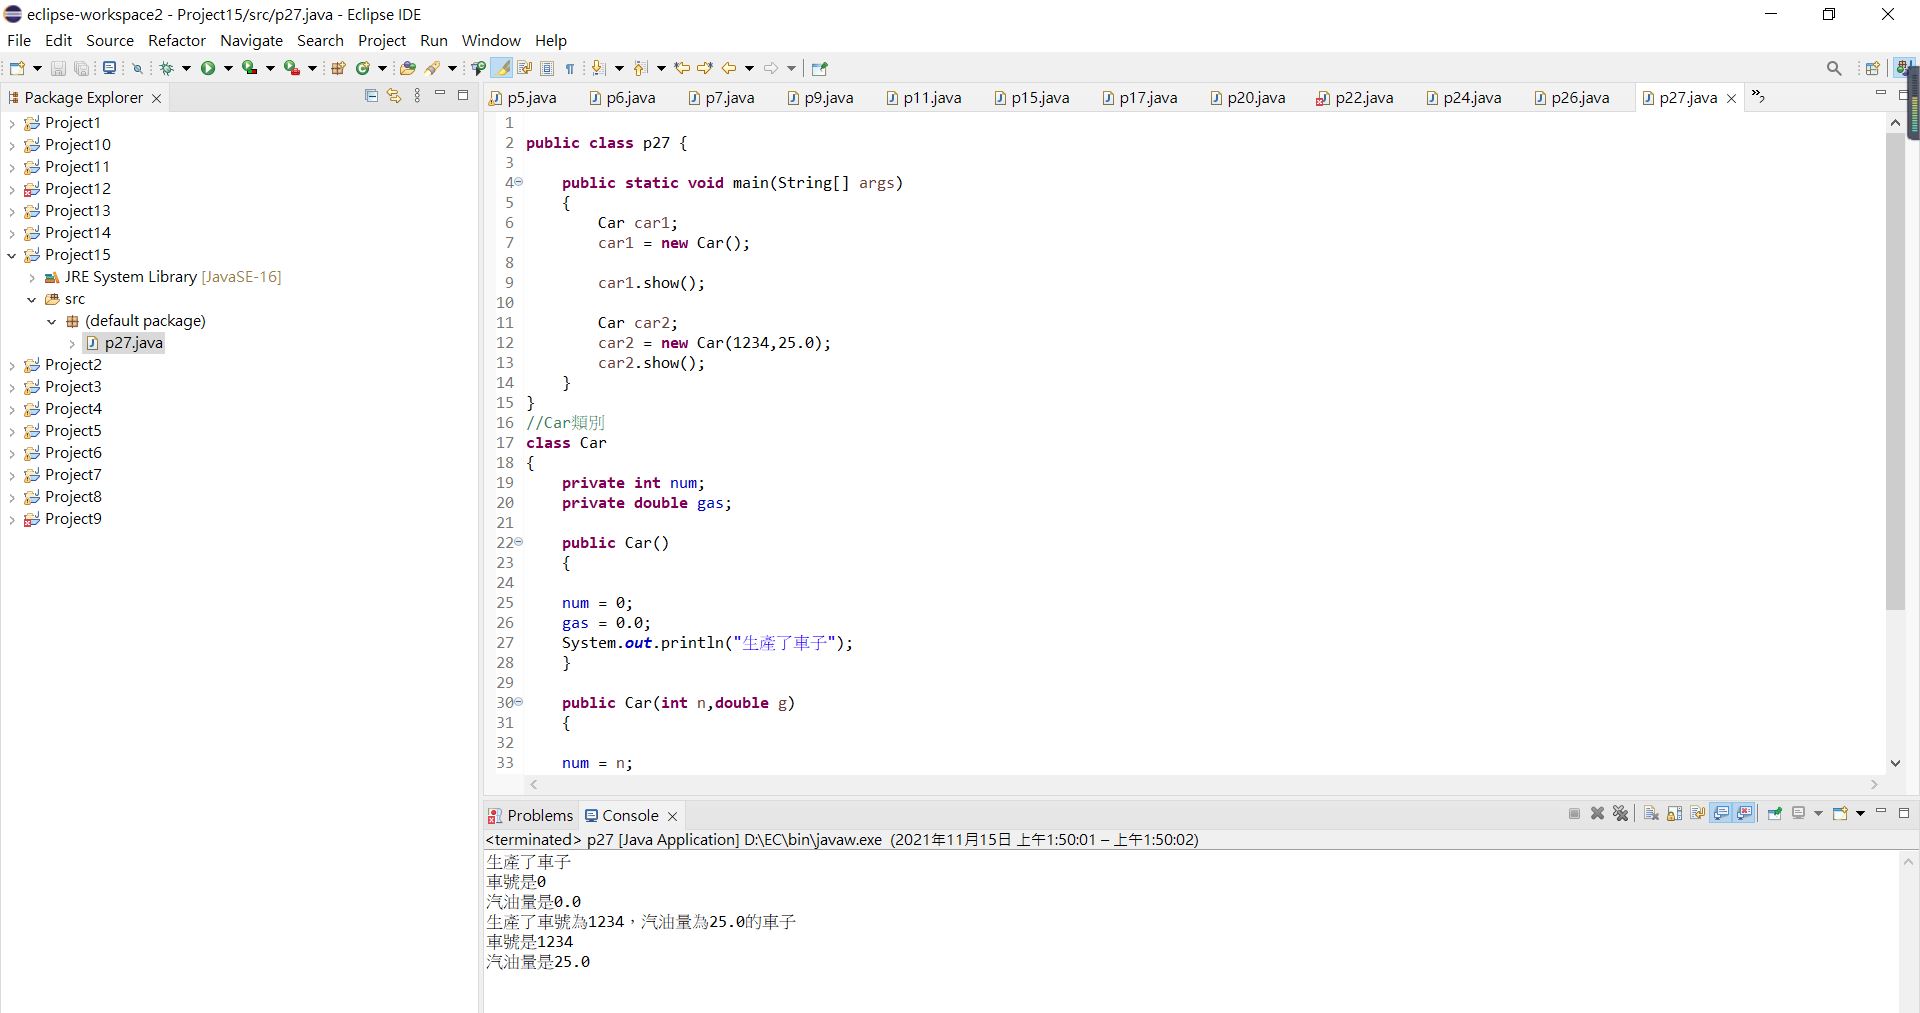 eclipse-workspace2 - Project15/src/p27.java - Eclipse IDE
File Edit Source Refactor Navigate Search Project Run Window Help
Package Explorer
Project1
Project10
Project11
Project12
Project13
Project14
Project15
JRE System Library [JavaSE-16]
src
(default package)
p27.java
Project2
Project3
Project4
Project5
Project6
Project7
Project8
Project9
p5.java p6.java p7.java p9.java p11.java p15.java p17.java p20.java p22.java p24.java p26.java p27.java »2
1
2 public class p27 {
3
4 public static void main(String[] args)
5 {
6 Car car1;
7 car1 = new Car();
8
9 car1.show();
10
11 Car car2;
12 car2 = new Car(1234,25.0);
13 car2.show();
14 }
15 }
16 //Car類別
17 class Car
18 {
19 private int num;
20 private double gas;
21
22 public Car()
23 {
24
25 num = 0;
26 gas = 0.0;
27 System.out.println("生產了車子");
28 }
29
30 public Car(int n,double g)
31 {
32
33 num = n;
Problems Console
<terminated> p27 [Java Application] D:\EC\bin\javaw.exe (2021年11月15日 上午1:50:01 – 上午1:50:02)
生產了車子
車號是0
汽油量是0.0
生產了車號為1234，汽油量為25.0的車子
車號是1234
汽油量是25.0